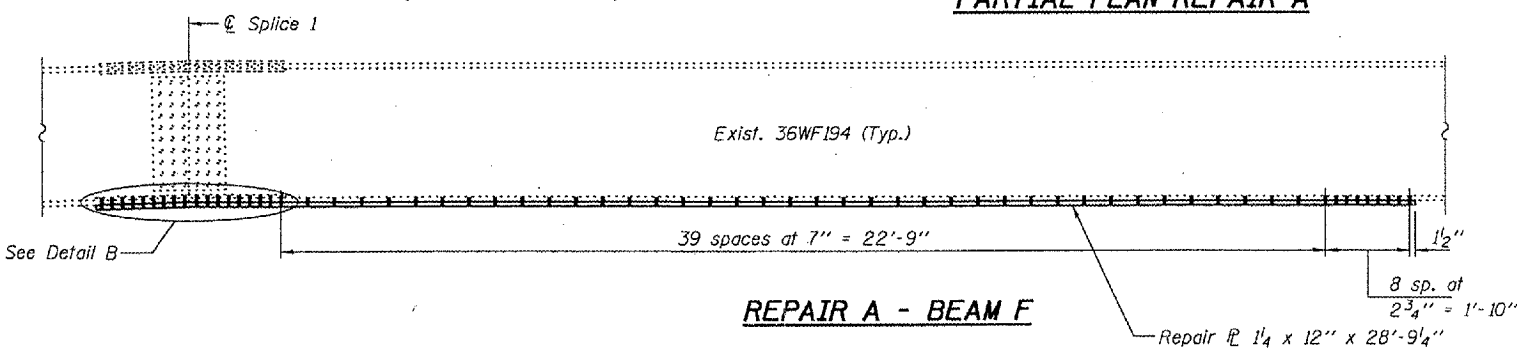 PARTIAL PLAN REPAIR A
℄ Splice 1
Exist. 36WF194 (Typ.)
See Detail B
39 spaces at 7" = 22'-9"
1½"
8 sp. at
2¾" = 1'-10"
REPAIR A - BEAM F
Repair ⅊ 1¼ x 12" x 28'-9¼"